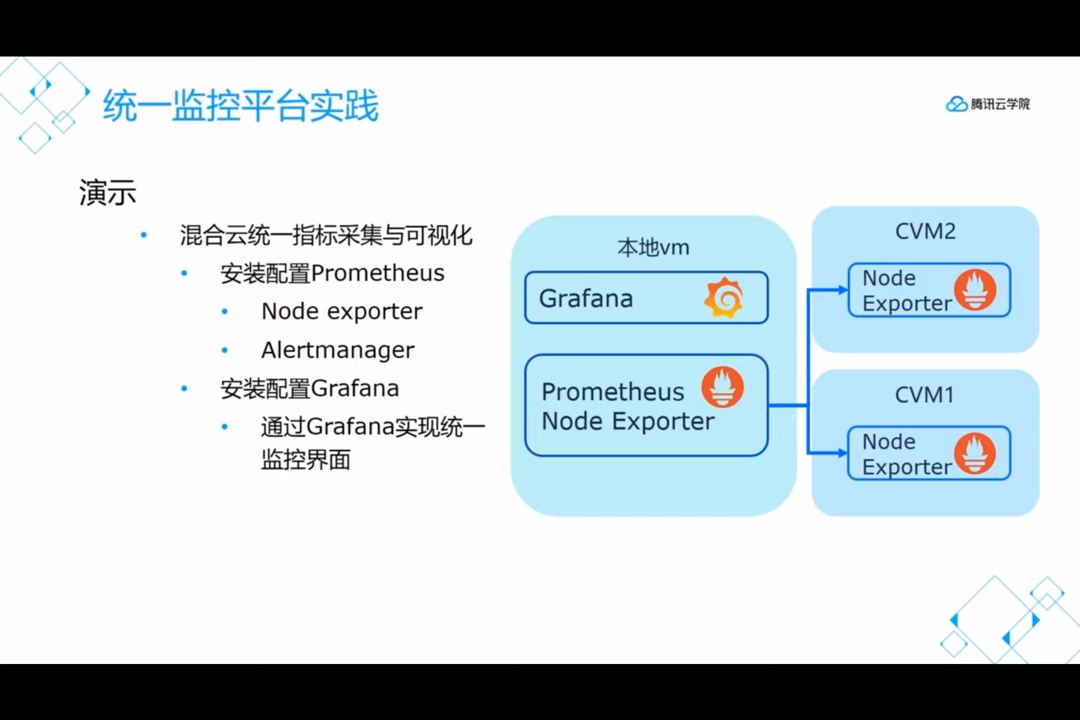 统一监控平台实践
腾讯云学院
演示
• 混合云统一指标采集与可视化
• 安装配置Prometheus
• Node exporter
• Alertmanager
• 安装配置Grafana
• 通过Grafana实现统一
监控界面
本地vm
Grafana
Prometheus
Node Exporter
CVM2
Node
Exporter
CVM1
Node
Exporter